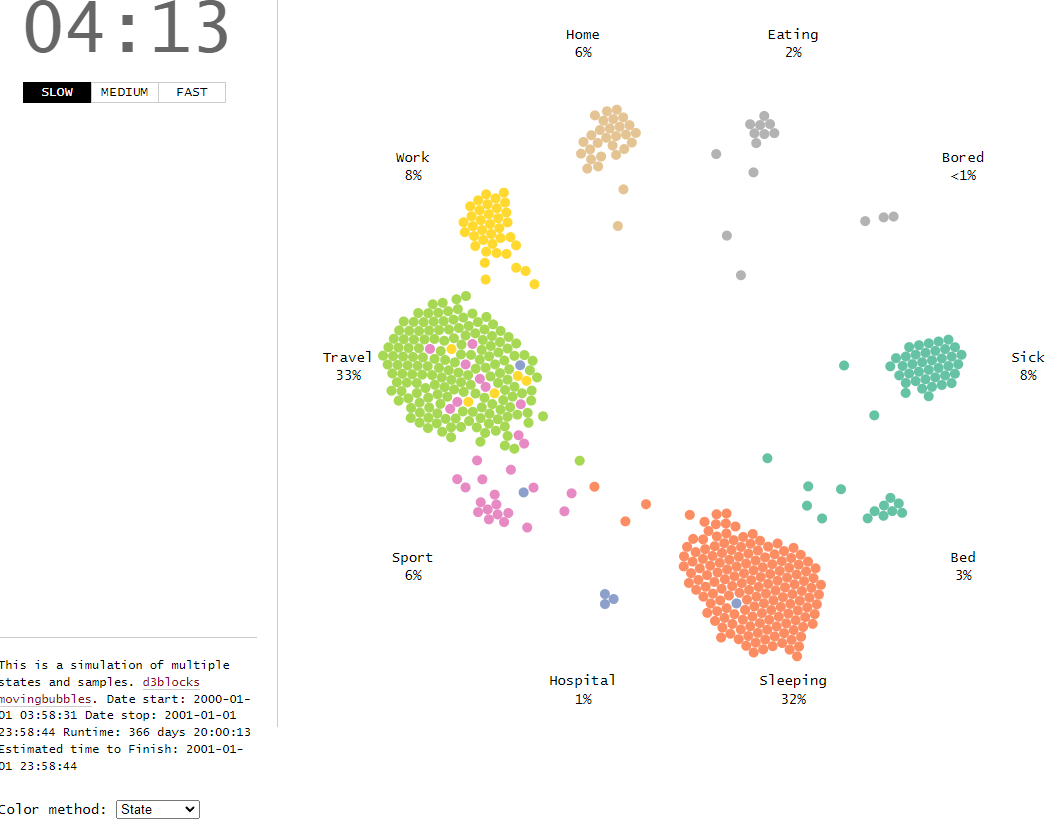 04:13
SLOW MEDIUM FAST
This is a simulation of multiple
states and samples. d3blocks
movingbubbles. Date start: 2000-01-
01 03:58:31 Date stop: 2001-01-01
23:58:44 Runtime: 366 days 20:00:13
Estimated time to Finish: 2001-01-
01 23:58:44
Color method: State
Home
6%
Eating
2%
Work
8%
Bored
<1%
Travel
33%
Sick
8%
Sport
6%
Bed
3%
Hospital
1%
Sleeping
32%